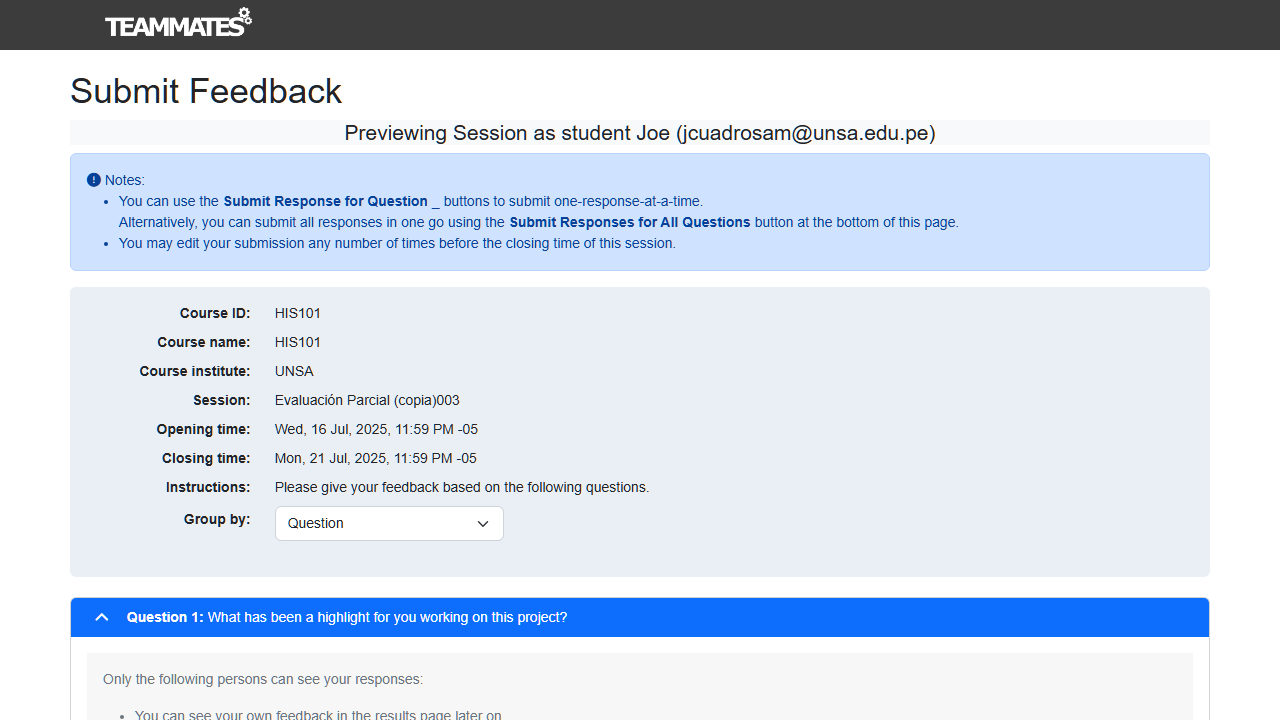 TEAMMATES
Submit Feedback
Previewing Session as student Joe (jcuadrosam@unsa.edu.pe)
Notes:
You can use the Submit Response for Question _ buttons to submit one-response-at-a-time.
Alternatively, you can submit all responses in one go using the Submit Responses for All Questions button at the bottom of this page.
You may edit your submission any number of times before the closing time of this session.
Course ID: HIS101
Course name: HIS101
Course institute: UNSA
Session: Evaluación Parcial (copia)003
Opening time: Wed, 16 Jul, 2025, 11:59 PM -05
Closing time: Mon, 21 Jul, 2025, 11:59 PM -05
Instructions: Please give your feedback based on the following questions.
Group by: Question
Question 1: What has been a highlight for you working on this project?
Only the following persons can see your responses:
You can see your own feedback in the results page later on